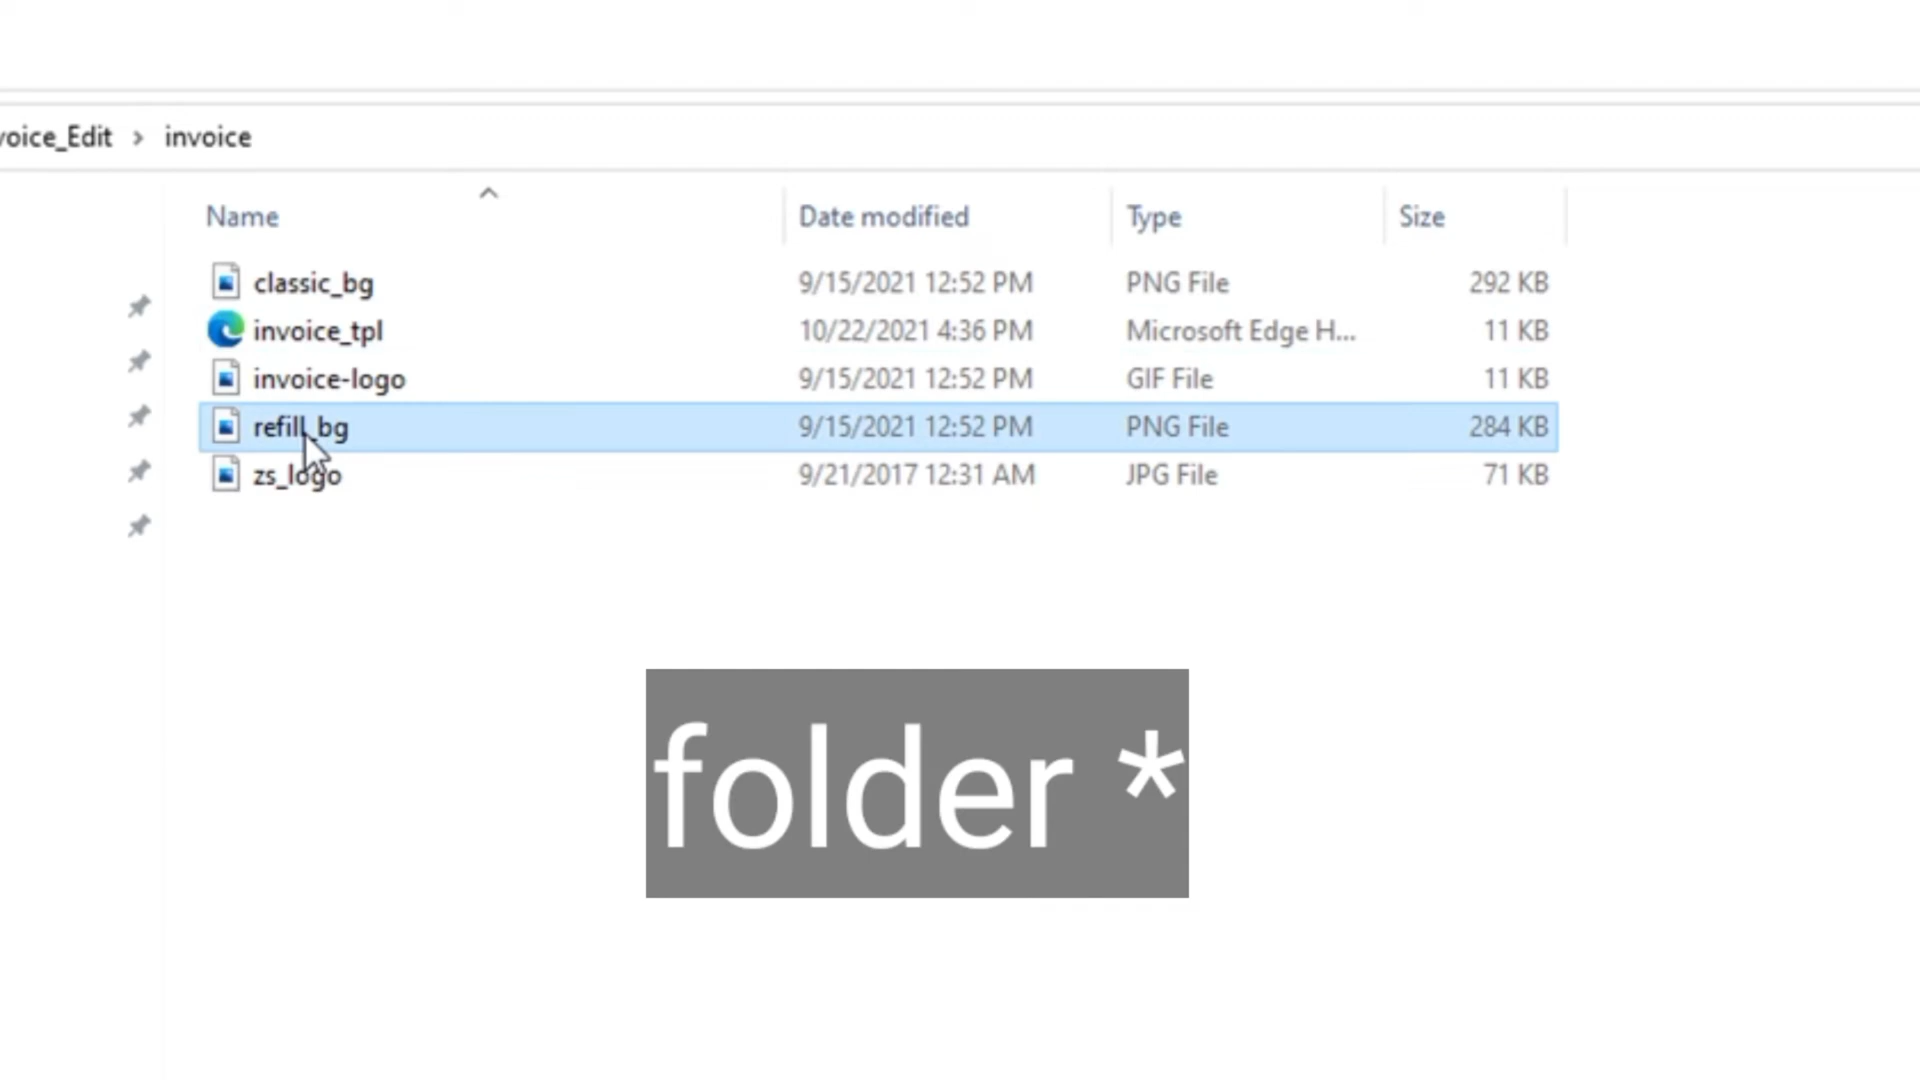 voice_Edit > invoice
Name Date modified Type Size
classic_bg 9/15/2021 12:52 PM PNG File 292 KB
invoice_tpl 10/22/2021 4:36 PM Microsoft Edge H... 11 KB
invoice-logo 9/15/2021 12:52 PM GIF File 11 KB
refill_bg 9/15/2021 12:52 PM PNG File 284 KB
zs_logo 9/21/2017 12:31 AM JPG File 71 KB
folder *